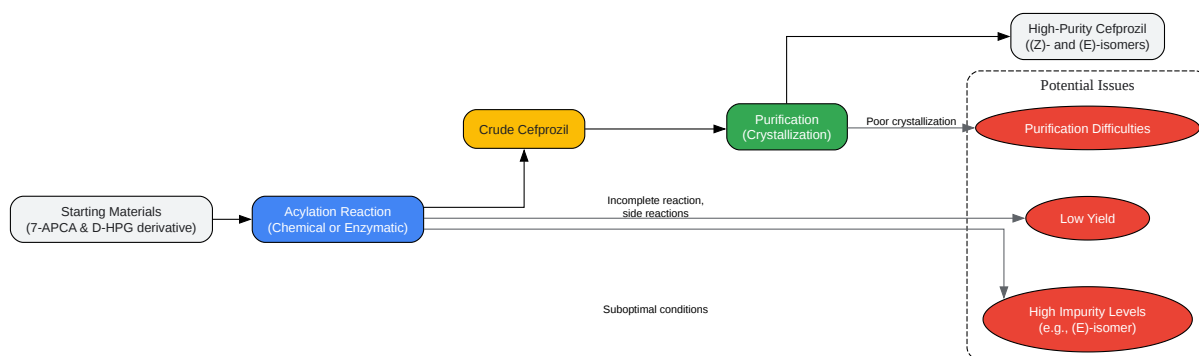 High-Purity Cefprozil
((Z)- and (E)-isomers)
Potential Issues
Crude Cefprozil
Purification
(Crystallization)
Poor crystallization
Purification Difficulties
Starting Materials
(7-APCA & D-HPG derivative)
Acylation Reaction
(Chemical or Enzymatic)
Incomplete reaction,
side reactions
Low Yield
Suboptimal conditions
High Impurity Levels
(e.g., (E)-isomer)